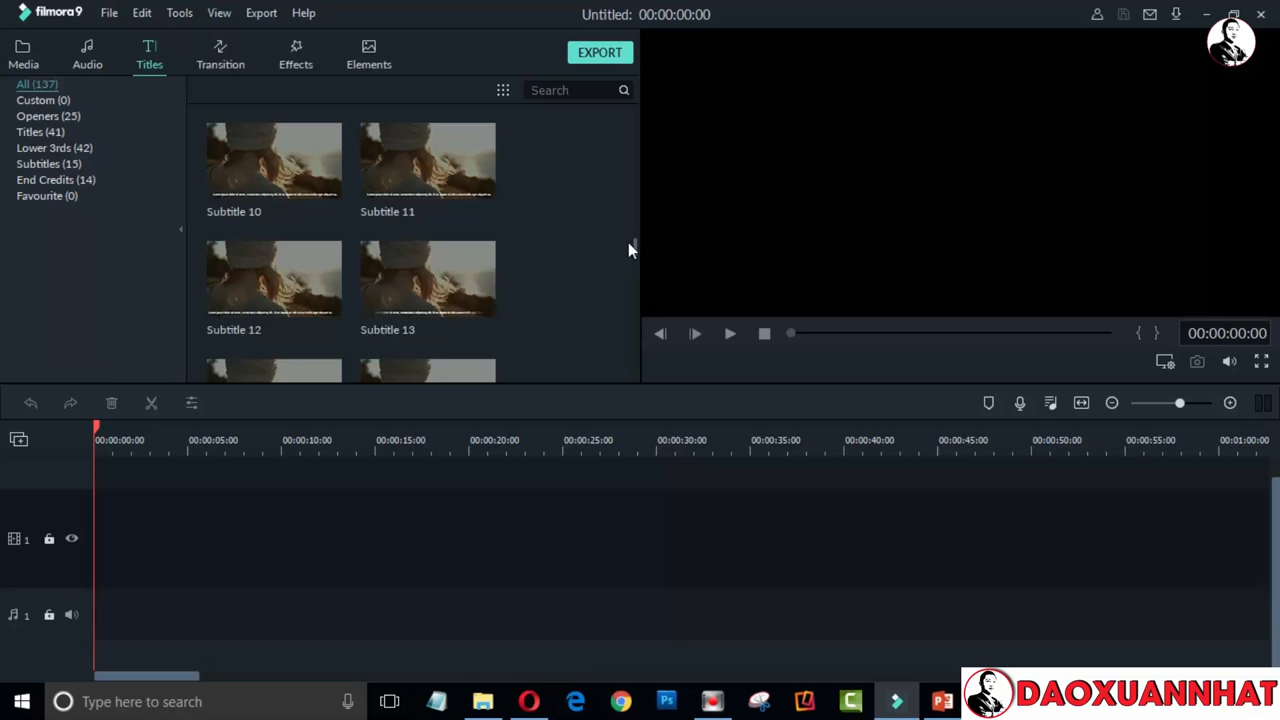 filmora9 File Edit Tools View Export Help Untitled: 00:00:00:00
Media Audio Titles Transition Effects Elements EXPORT
All (137)
Custom (0)
Openers (25)
Titles (41)
Lower 3rds (42)
Subtitles (15)
End Credits (14)
Favourite (0)
Search
Subtitle 10 Subtitle 11
Subtitle 12 Subtitle 13
00:00:00:00
00:00:00:00 00:00:05:00 00:00:10:00 00:00:15:00 00:00:20:00 00:00:25:00 00:00:30:00 00:00:35:00 00:00:40:00 00:00:45:00 00:00:50:00 00:00:55:00 00:01:00:00
1
1
Type here to search
Ps
DAOXUANNHAT